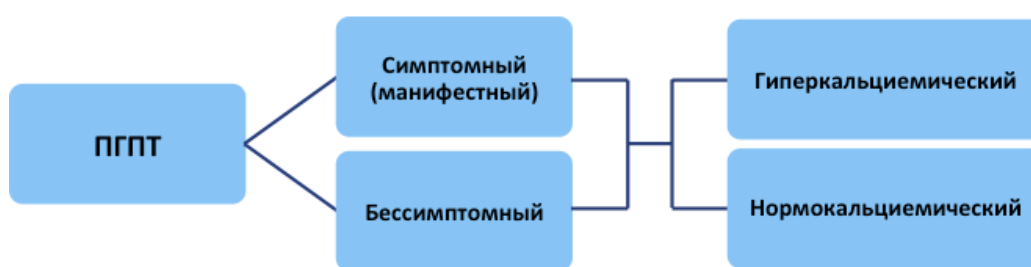 ПГПТ
Симптомный
(манифестный)
Бессимптомный
Гиперкальциемический
Нормокальциемический